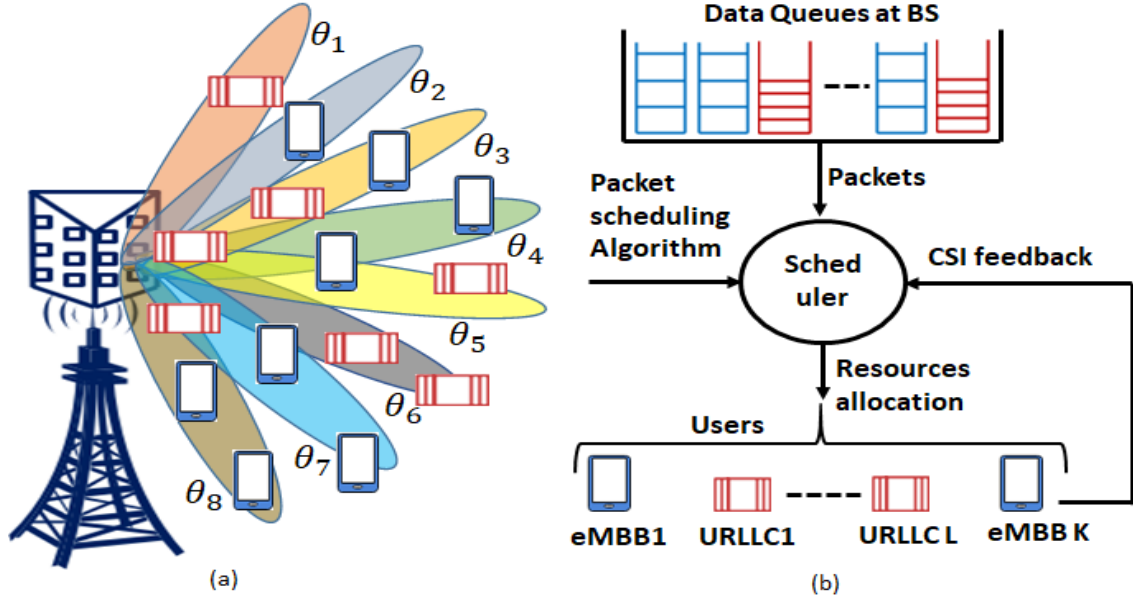 θ₁
θ₂
θ₃
θ₄
θ₅
θ₆
θ₇
θ₈
(a)
Data Queues at BS
Packets
Packet
scheduling
Algorithm
Sched
uler
CSI feedback
Resources
allocation
Users
eMBB1
URLLC1
URLLC L
eMBB K
(b)